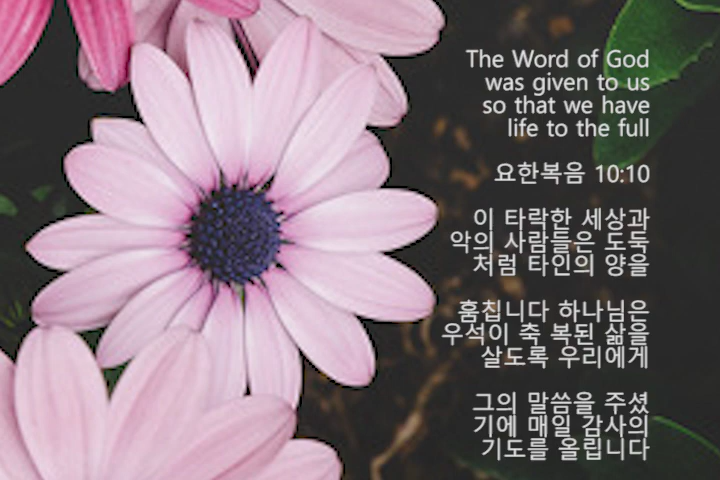 The Word of God
was given to us
so that we have
life to the full
요한복음 10:10
이 타락한 세상과
악의 사람들은 도둑
처럼 타인의 양을
훔칩니다 하나님은
우석이 축 복된 삶을
살도록 우리에게
그의 말씀을 주셨
기에 매일 감사의
기도를 올립니다